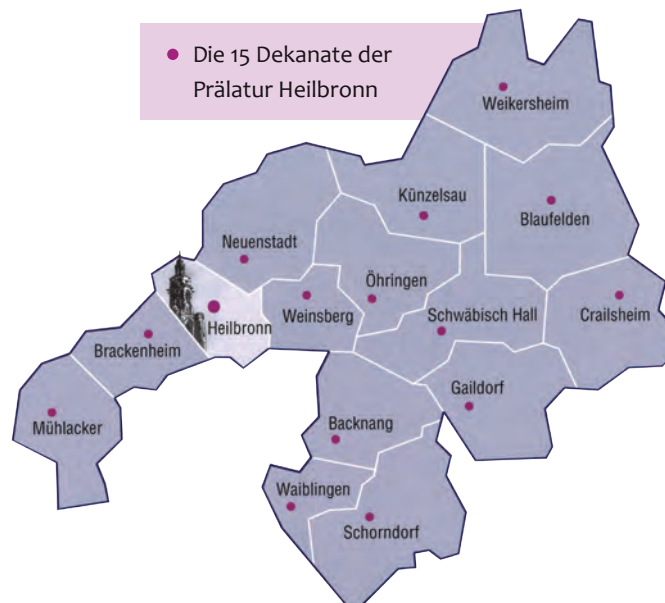 Die 15 Dekanate der
Prälatur Heilbronn
Weikersheim
Künzelsau
Blaufelden
Neuenstadt
Öhringen
Weinsberg
Schwäbisch Hall
Crailsheim
Heilbronn
Brackenheim
Gaildorf
Mühlacker
Backnang
Waiblingen
Schorndorf